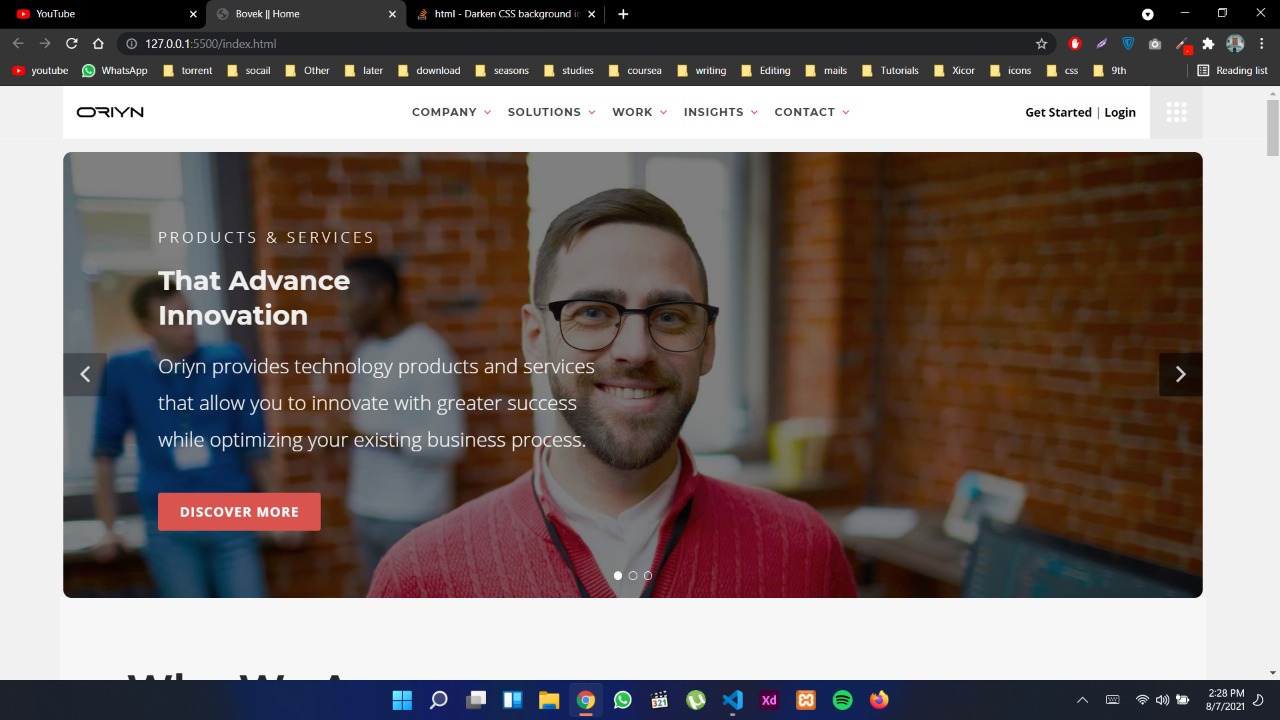 YouTube
Bovek || Home
html - Darken CSS background in
127.0.0.1:5500/index.html
youtube
WhatsApp
torrent
socail
Other
later
download
seasons
studies
coursea
writing
Editing
mails
Tutorials
Xicor
icons
css
9th
Reading list
ORIYN
COMPANY
SOLUTIONS
WORK
INSIGHTS
CONTACT
Get Started | Login
PRODUCTS & SERVICES
That Advance
Innovation
Oriyn provides technology products and services
that allow you to innovate with greater success
while optimizing your existing business process.
DISCOVER MORE
321
Xd
2:28 PM
8/7/2021